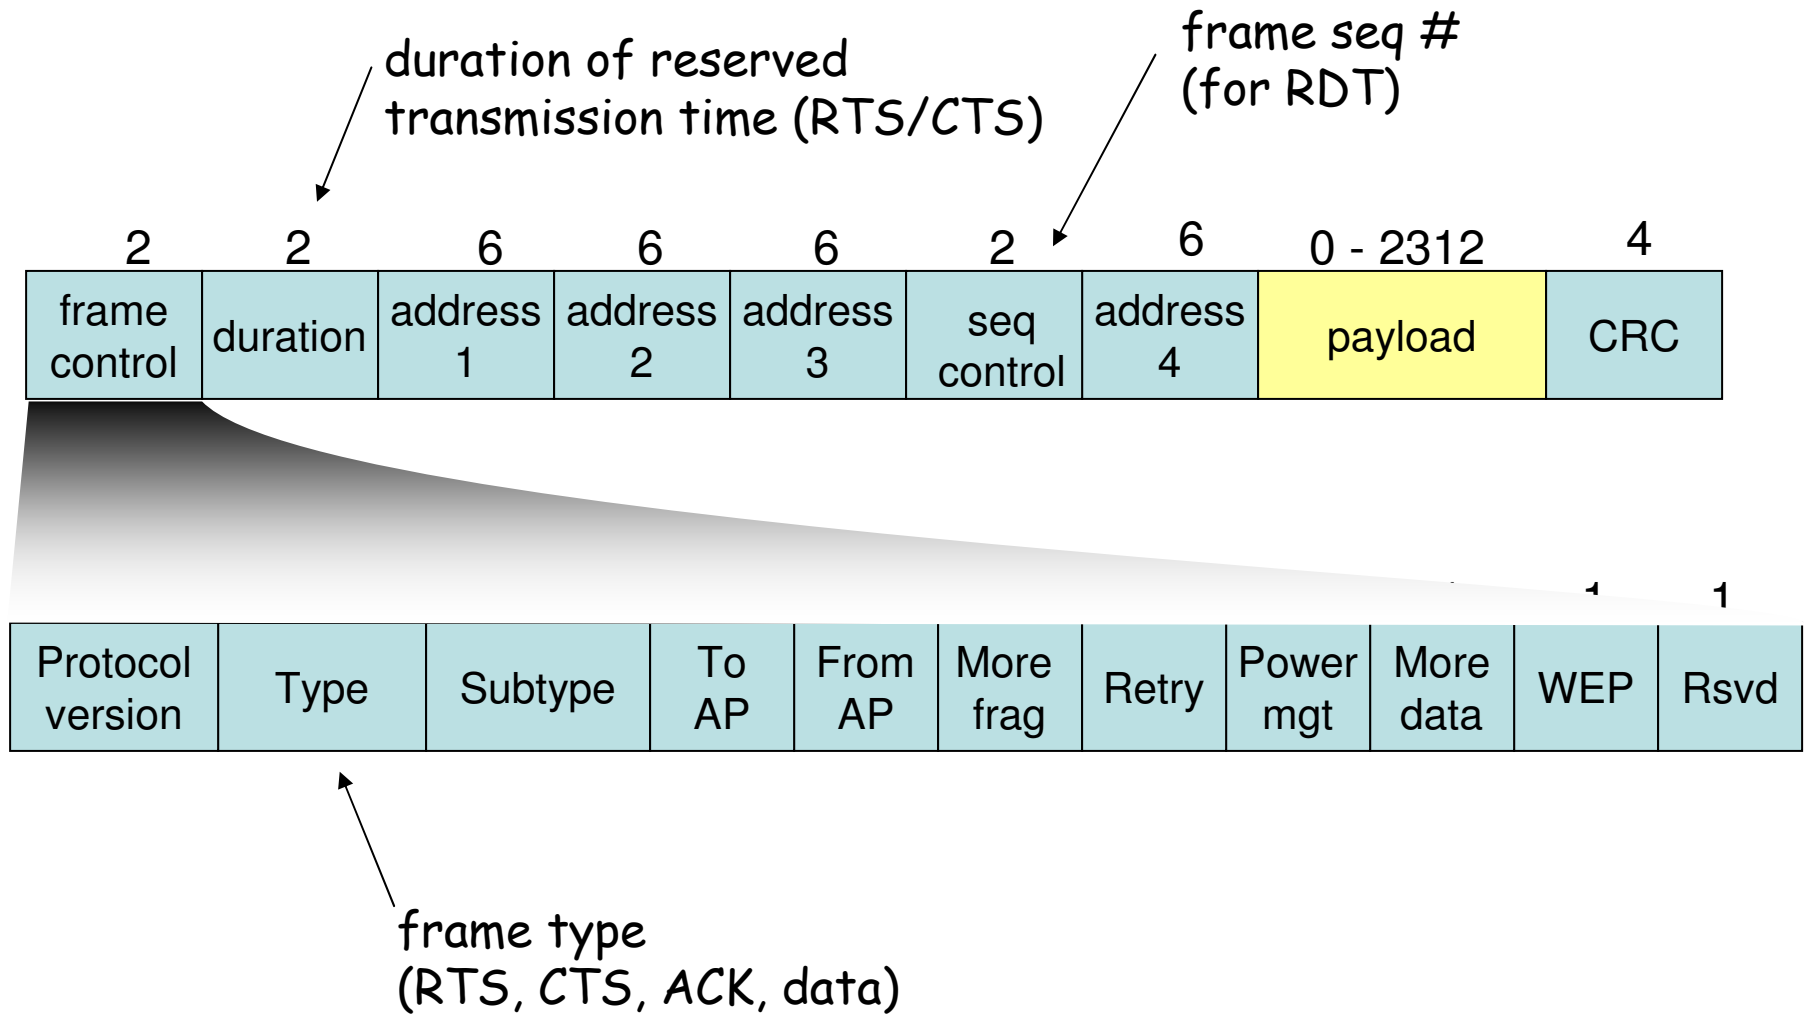 duration of reserved
transmission time (RTS/CTS)
frame seq #
(for RDT)
2 2 6 6 6 2 6 0 - 2312 4
frame control
duration
address 1
address 2
address 3
seq control
address 4
payload
CRC
1 1
Protocol version
Type
Subtype
To AP
From AP
More frag
Retry
Power mgt
More data
WEP
Rsvd
frame type
(RTS, CTS, ACK, data)